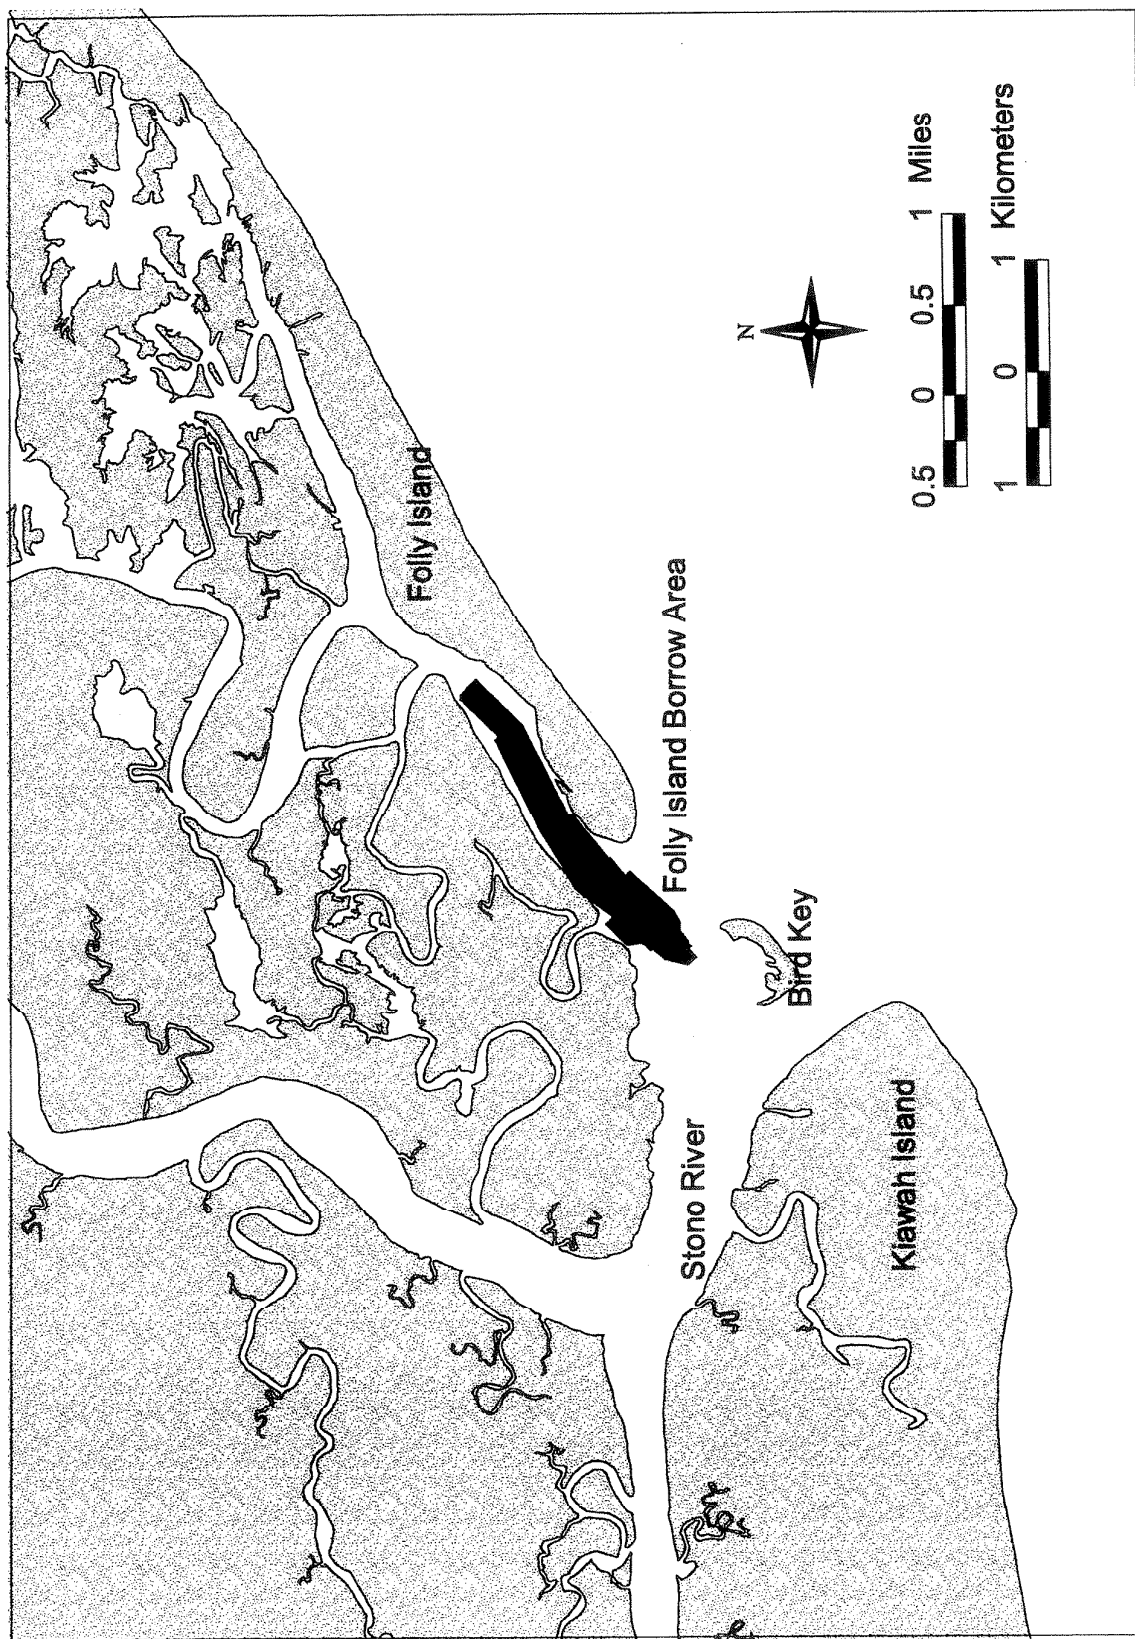 Folly Island
Folly Island Borrow Area
Bird Key
Stono River
Kiawah Island
N
0.5 0 0.5 1 Miles
1 0 1 Kilometers